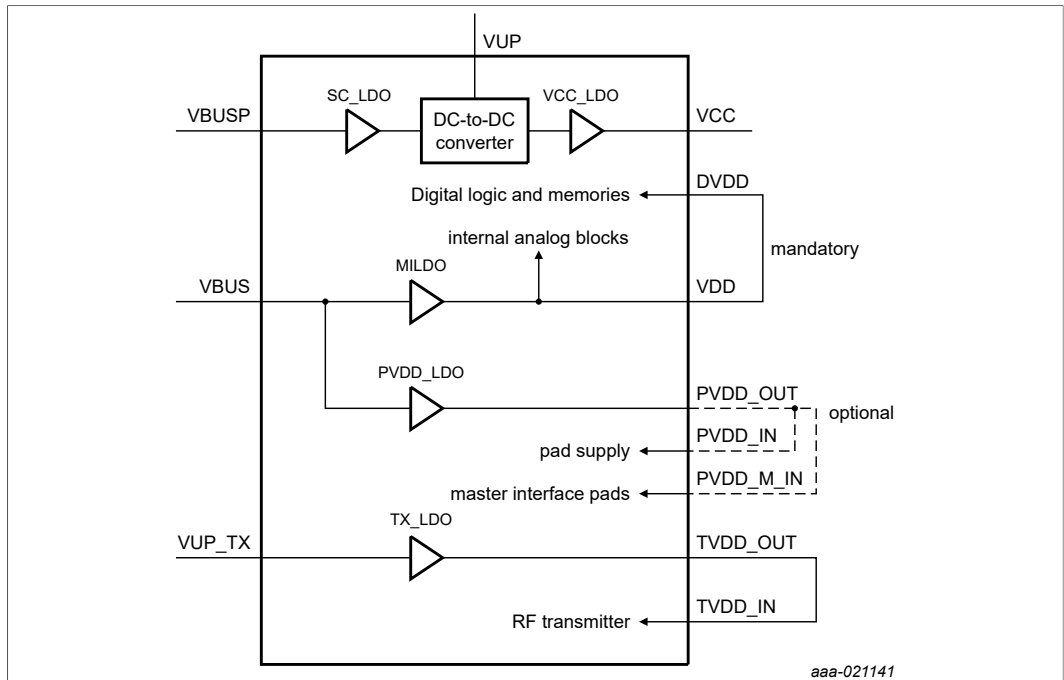 VUP
SC_LDO
VCC_LDO
VBUSP
DC-to-DC
converter
VCC
DVDD
Digital logic and memories
internal analog blocks
mandatory
MILDO
VBUS
VDD
PVDD_LDO
PVDD_OUT
optional
PVDD_IN
pad supply
PVDD_M_IN
master interface pads
TX_LDO
VUP_TX
TVDD_OUT
TVDD_IN
RF transmitter
aaa-021141